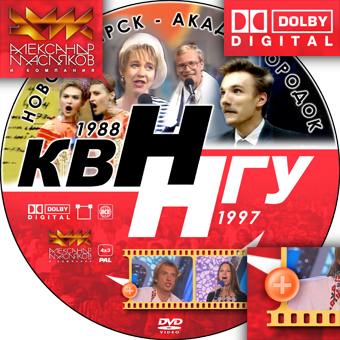 АЛЕКСАНДР
МАСЛЯКОВ
И КОМПАНИЯ
DOLBY
DIGITAL
НОВ
ИРСК - АКАД
ГОРОДОК
1988
КВН
НГУ
1997
DOLBY
DIGITAL
АЛЕКСАНДР
МАСЛЯКОВ
4x3
PAL
DVD
VIDEO